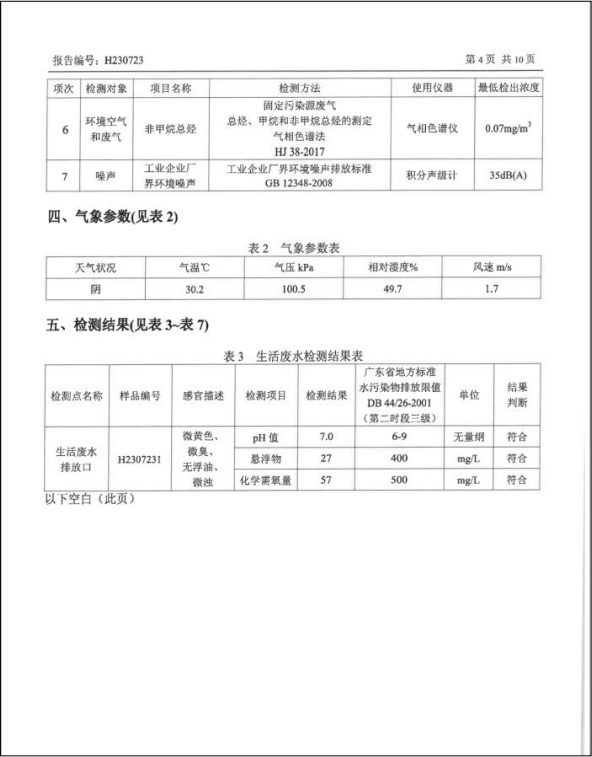 报告编号：H230723 第 4 页 共 10 页
项次 检测对象 项目名称 检测方法 使用仪器 最低检出浓度
6 环境空气和废气 非甲烷总烃 固定污染源废气 总烃、甲烷和非甲烷总烃的测定 气相色谱法 HJ 38-2017 气相色谱仪 0.07mg/m³
7 噪声 工业企业厂界环境噪声 工业企业厂界环境噪声排放标准 GB 12348-2008 积分声级计 35dB(A)
四、气象参数(见表 2)
表 2 气象参数表
天气状况 气温℃ 气压 kPa 相对湿度% 风速 m/s
阴 30.2 100.5 49.7 1.7
五、检测结果(见表 3~表 7)
表 3 生活废水检测结果表
检测点名称 样品编号 感官描述 检测项目 检测结果 广东省地方标准水污染物排放限值 DB 44/26-2001（第二时段三级） 单位 结果判断
生活废水排放口 H2307231 微黄色、微臭、无浮油、微浊 pH 值 7.0 6-9 无量纲 符合
悬浮物 27 400 mg/L 符合
化学需氧量 57 500 mg/L 符合
以下空白（此页）